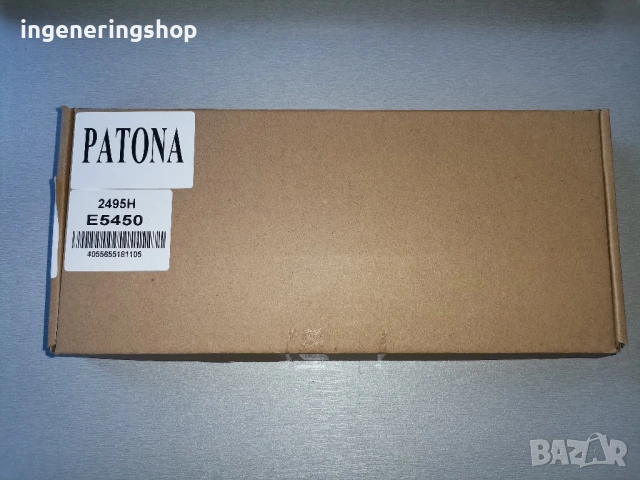 ingeneringshop
PATONA
2495H
E5450
4055655181105
BAZAR